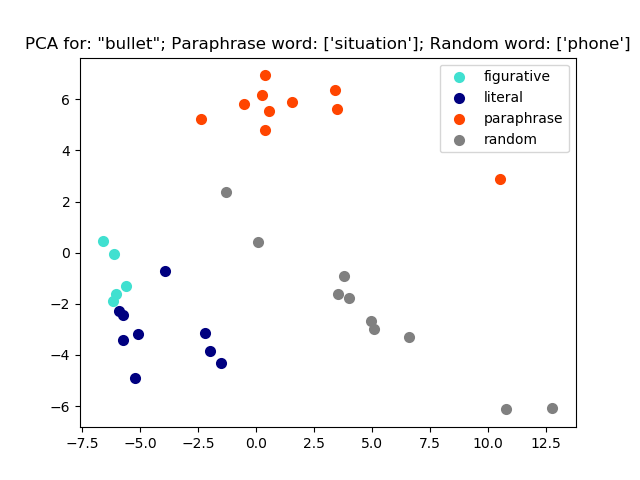 PCA for: "bullet"; Paraphrase word: ['situation']; Random word: ['phone']
figurative
literal
paraphrase
random
6
4
2
0
−2
−4
−6
−7.5 −5.0 −2.5 0.0 2.5 5.0 7.5 10.0 12.5